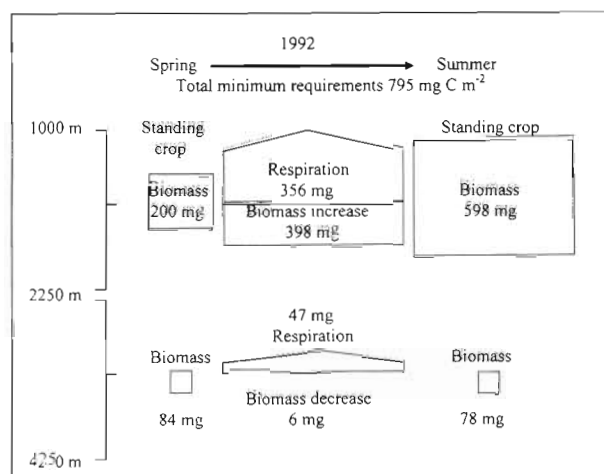 1992
Spring Summer
Total minimum requirements 795 mg C m⁻²
1000 m
Standing crop
Standing crop
Respiration
356 mg
Biomass
200 mg
Biomass increase
398 mg
Biomass
598 mg
2250 m
47 mg
Respiration
Biomass
84 mg
Biomass decrease
6 mg
Biomass
78 mg
4250 m